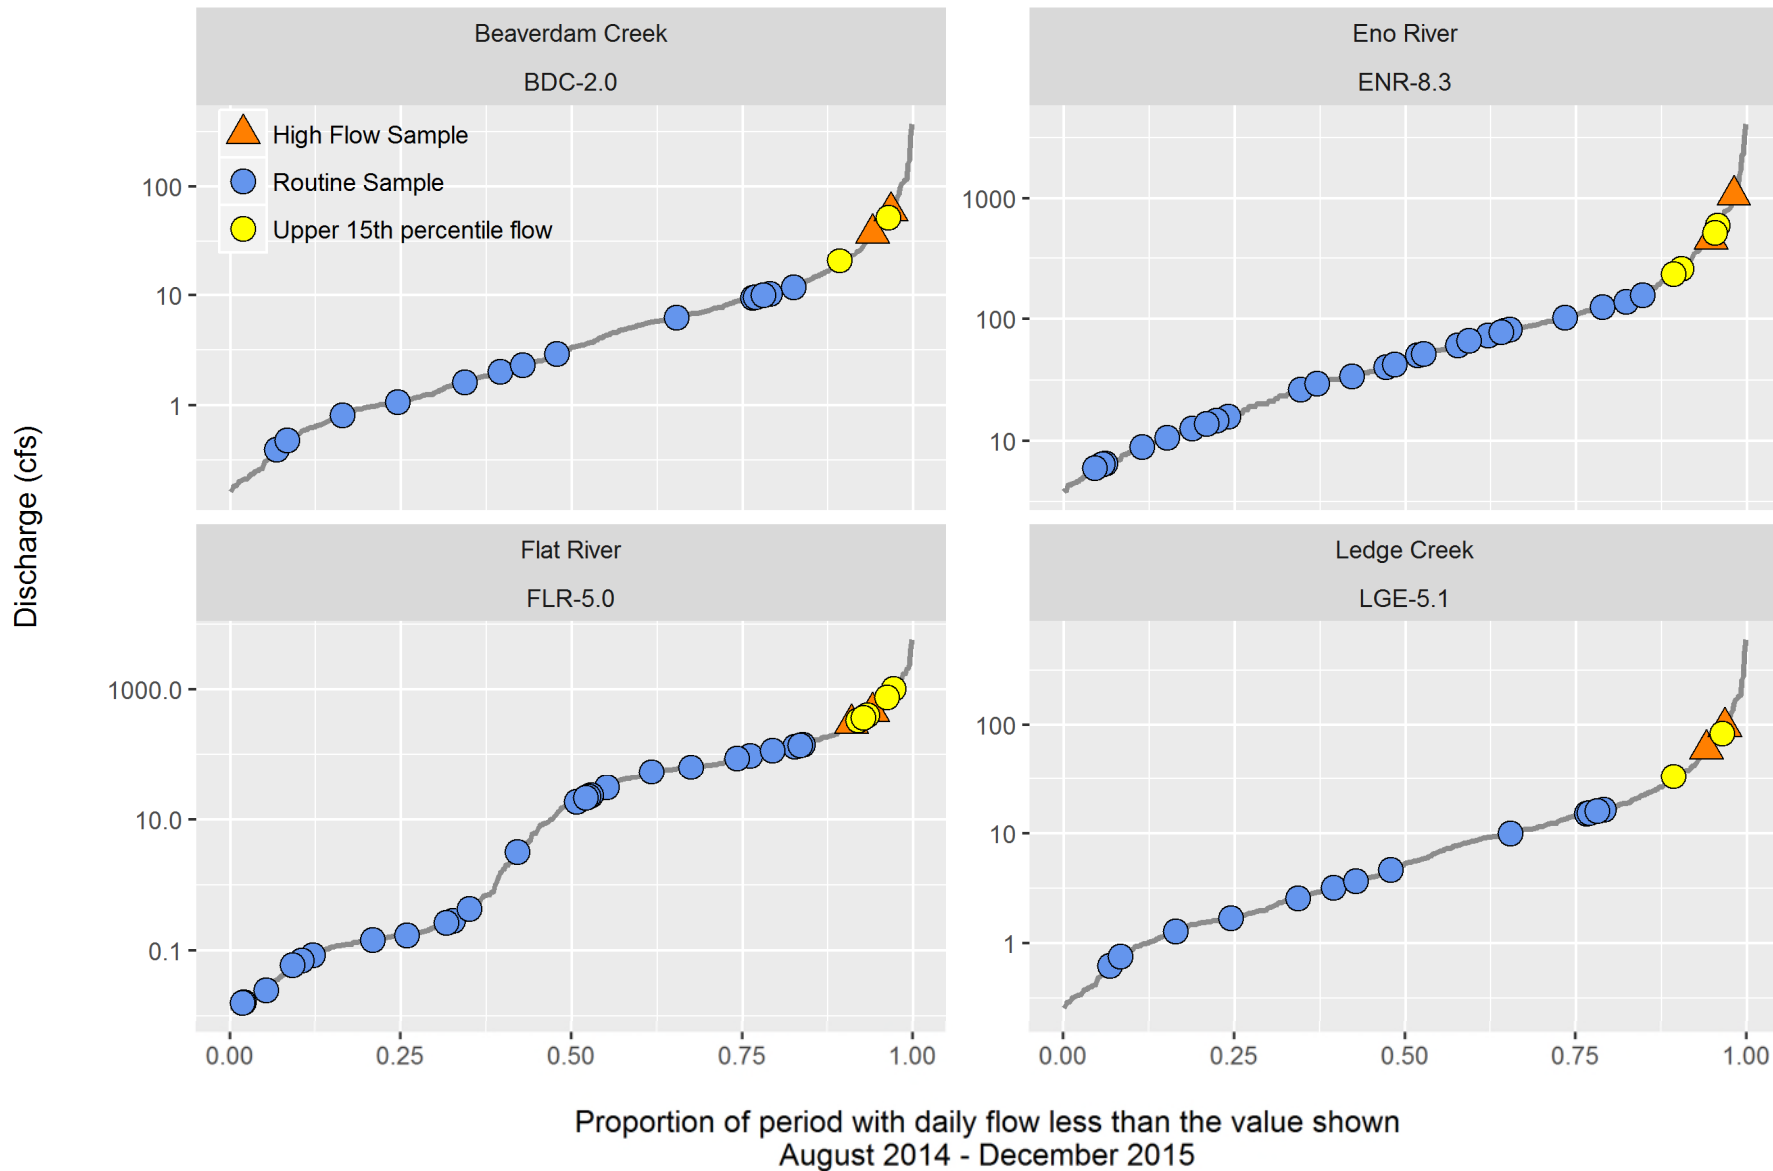 Beaverdam Creek
BDC-2.0
High Flow Sample
Routine Sample
Upper 15th percentile flow
100
10
1
Eno River
ENR-8.3
1000
100
10
Discharge (cfs)
Flat River
FLR-5.0
1000.0
10.0
0.1
0.00 0.25 0.50 0.75 1.00
Ledge Creek
LGE-5.1
100
10
1
0.00 0.25 0.50 0.75 1.00
Proportion of period with daily flow less than the value shown
August 2014 - December 2015